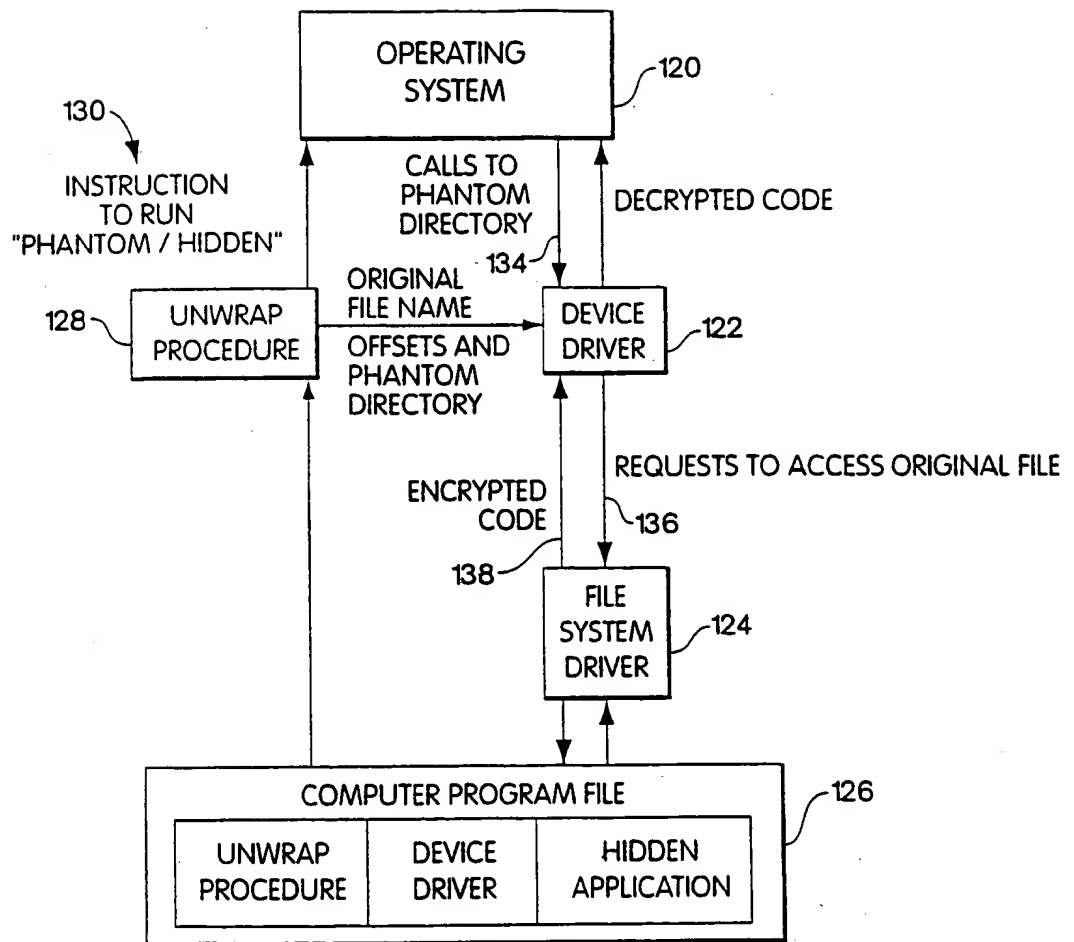 OPERATING
SYSTEM
120
130
INSTRUCTION
TO RUN
"PHANTOM / HIDDEN"
CALLS TO
PHANTOM
DIRECTORY
134
DECRYPTED CODE
128
UNWRAP
PROCEDURE
ORIGINAL
FILE NAME
OFFSETS AND
PHANTOM
DIRECTORY
DEVICE
DRIVER
122
REQUESTS TO ACCESS ORIGINAL FILE
136
ENCRYPTED
CODE
138
FILE
SYSTEM
DRIVER
124
COMPUTER PROGRAM FILE
126
UNWRAP
PROCEDURE
DEVICE
DRIVER
HIDDEN
APPLICATION